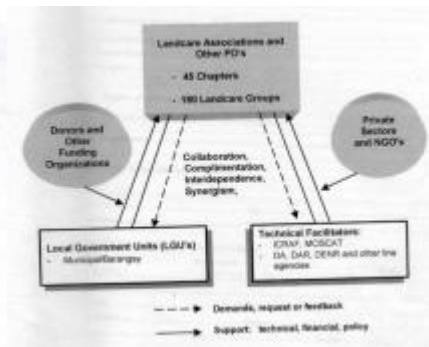 Landcare Associations and
Other PO's
- 45 Chapters
- 160 Landcare Groups
Donors and
Other
Funding
Organizations
Private
Sectors
and NGO's
Collaboration,
Complimentation,
Interdependence,
Synergism,
Local Government Units (LGU's)
- Municipal/Barangay
Technical Facilitators:
- ICRAF, MOSCAT
- DA, DAR, DENR and other line
agencies
Demands, request or feedback
Support: technical, financial, policy